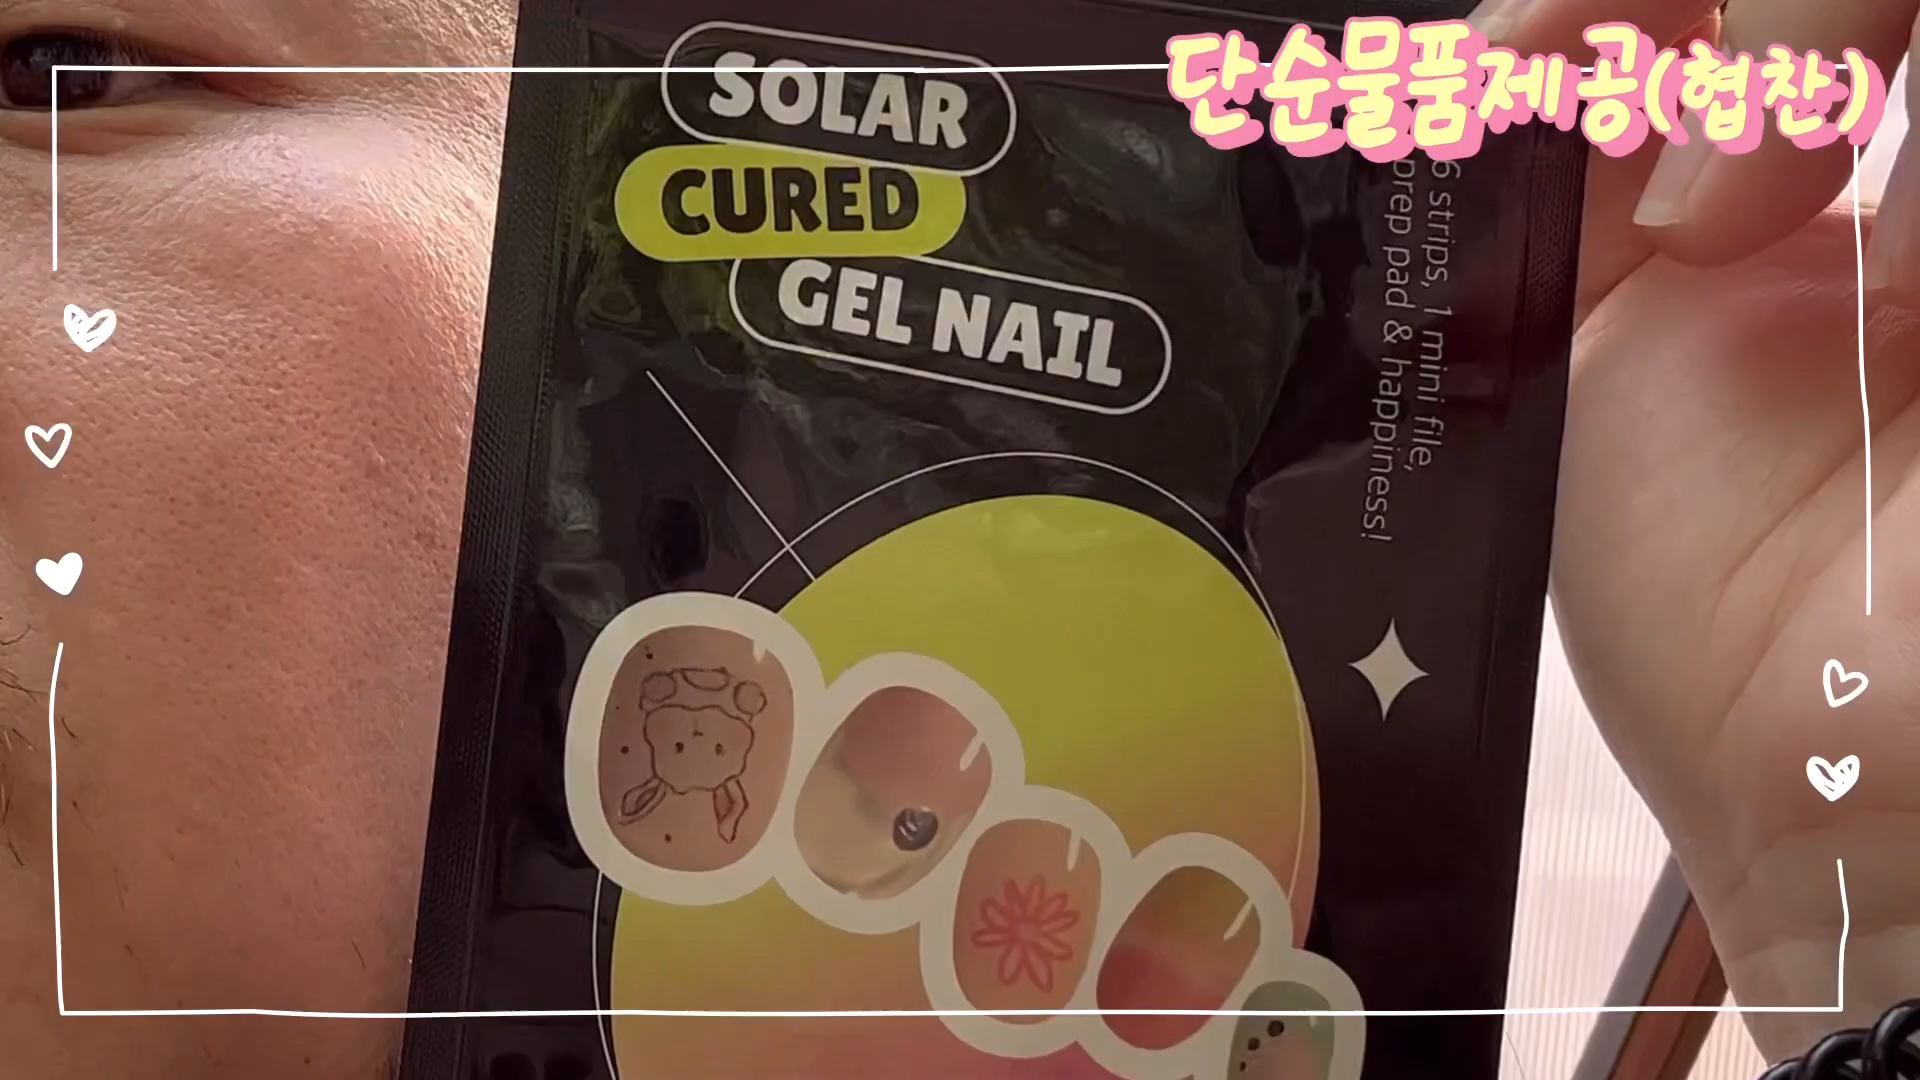 단순물품제공(협찬)
SOLAR
CURED
GEL NAIL
6 strips, 1 mini file,
prep pad & happiness!